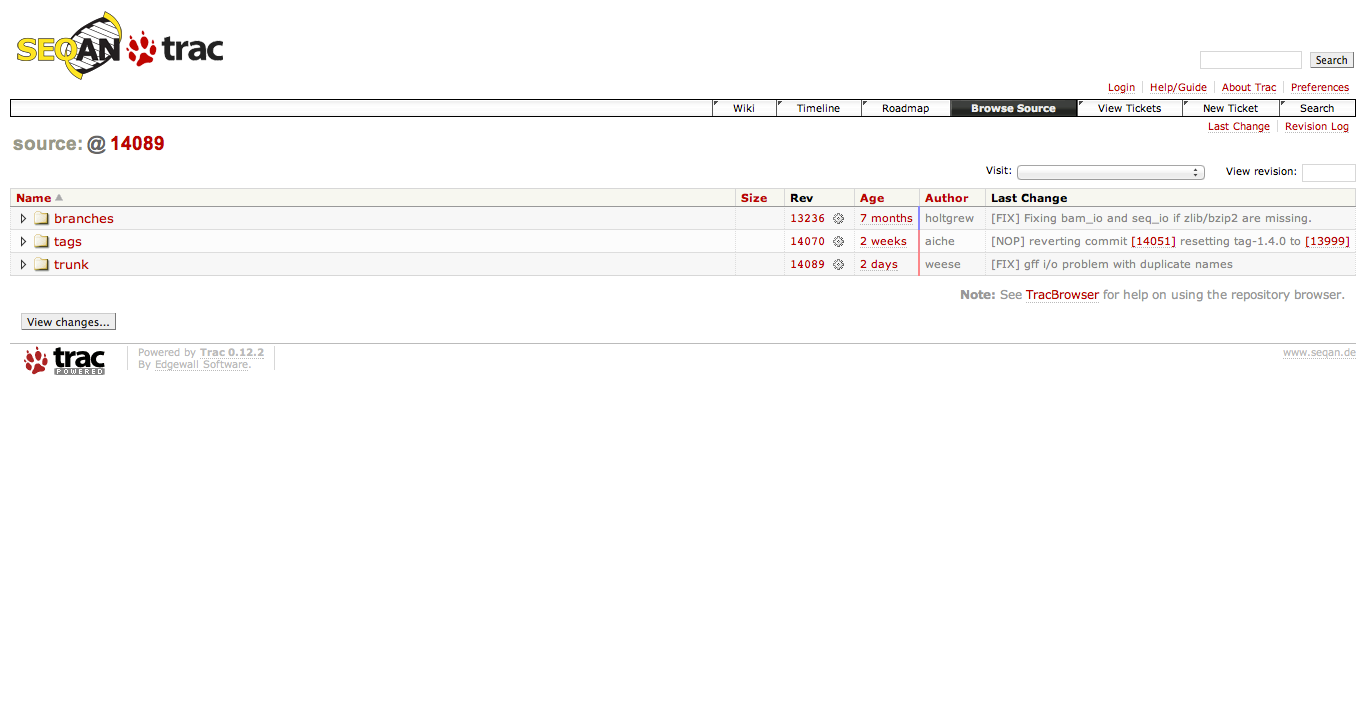 SEQAN trac
Search
Login Help/Guide About Trac Preferences
Wiki Timeline Roadmap Browse Source View Tickets New Ticket Search
Last Change Revision Log
source: @ 14089
Visit: View revision:
Name Size Rev Age Author Last Change
branches 13236 7 months holtgrew [FIX] Fixing bam_io and seq_io if zlib/bzip2 are missing.
tags 14070 2 weeks aiche [NOP] reverting commit [14051] resetting tag-1.4.0 to [13999]
trunk 14089 2 days weese [FIX] gff i/o problem with duplicate names
Note: See TracBrowser for help on using the repository browser.
View changes...
trac POWERED
Powered by Trac 0.12.2
By Edgewall Software.
www.seqan.de